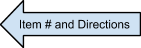 Item # and Directions